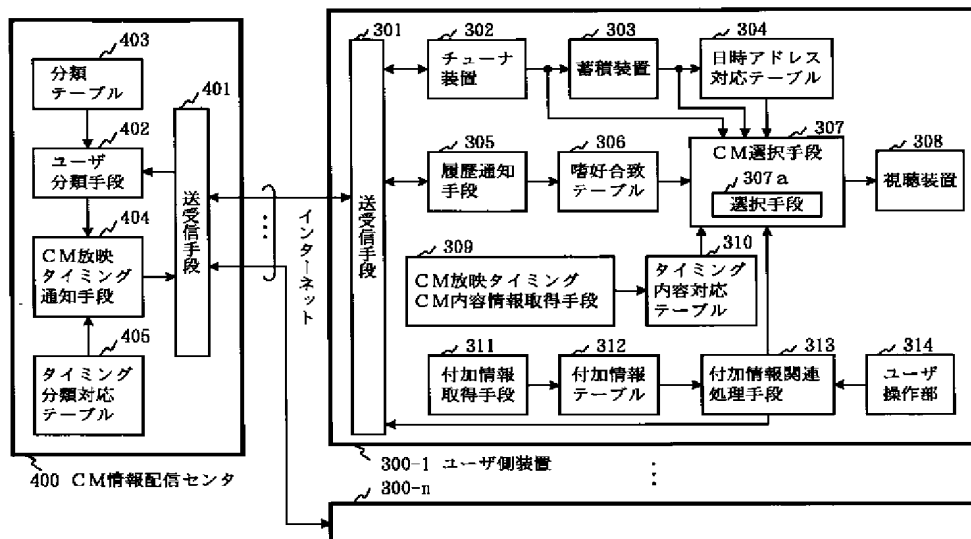 403
分類
テーブル
402
ユーザ
分類手段
404
CM放映
タイミング
通知手段
405
タイミング
分類対応
テーブル
401
送受信手段
400 CM情報配信センタ
インターネット
301
送受信手段
302
チューナ
装置
303
蓄積装置
304
日時アドレス
対応テーブル
305
履歴通知
手段
306
嗜好合致
テーブル
307
CM選択手段
307a
選択手段
308
視聴装置
309
CM放映タイミング
CM内容情報取得手段
310
タイミング
内容対応
テーブル
311
付加情報
取得手段
312
付加情報
テーブル
313
付加情報関連
処理手段
314
ユーザ
操作部
300-1 ユーザ側装置
300-n